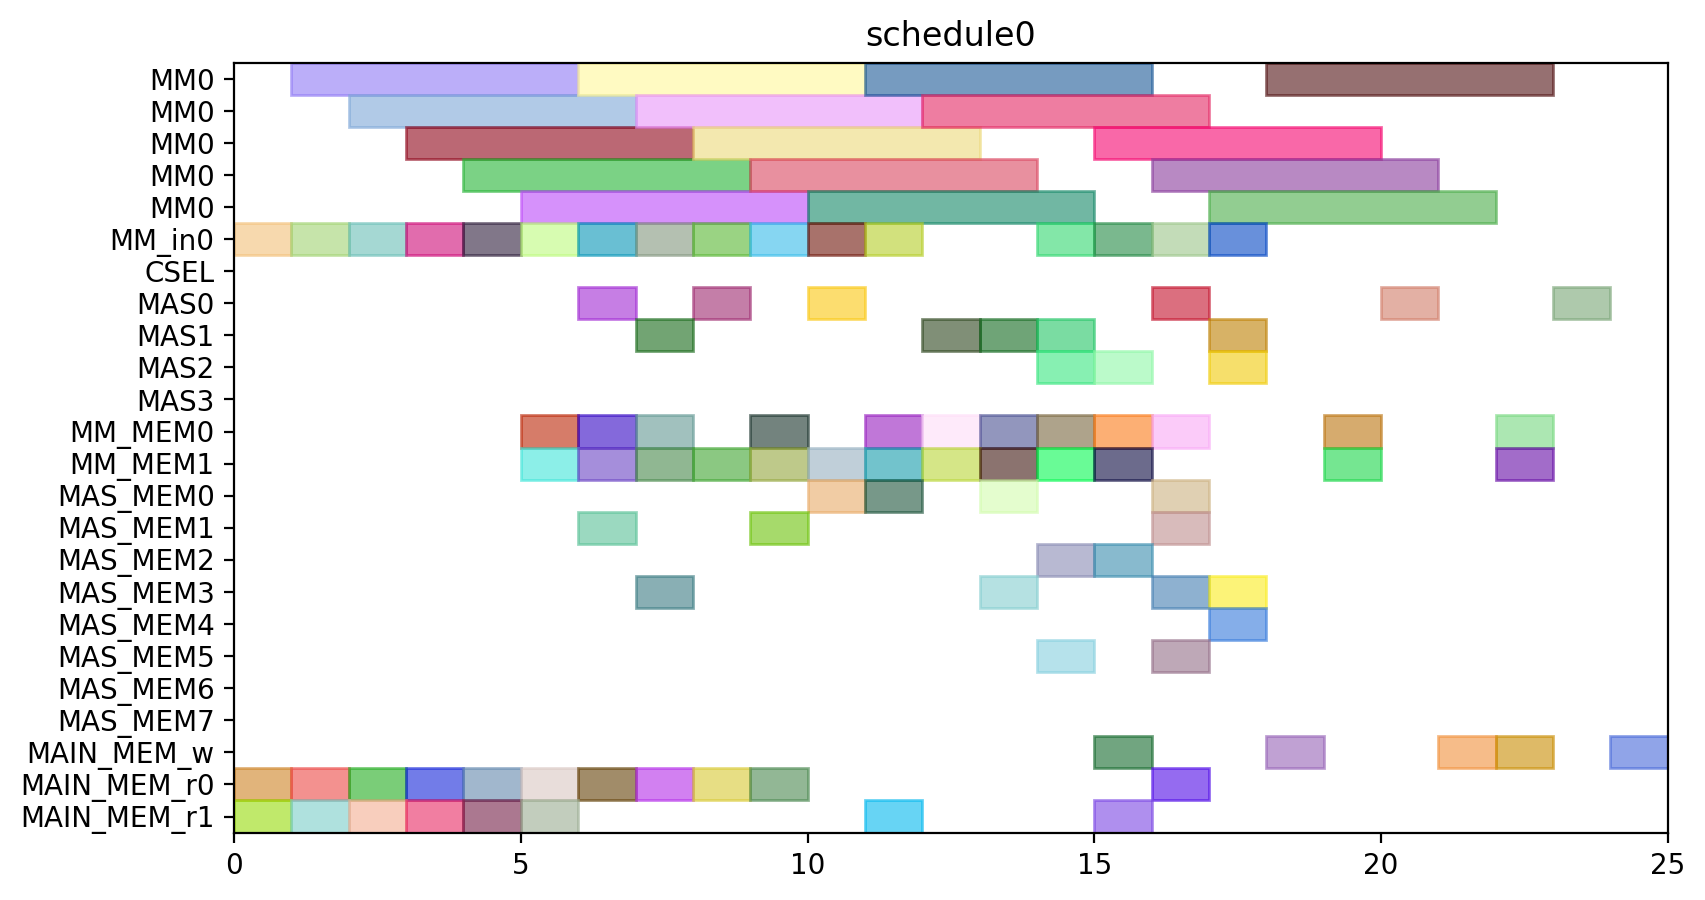 schedule0
MM0
MM0
MM0
MM0
MM0
MM_in0
CSEL
MAS0
MAS1
MAS2
MAS3
MM_MEM0
MM_MEM1
MAS_MEM0
MAS_MEM1
MAS_MEM2
MAS_MEM3
MAS_MEM4
MAS_MEM5
MAS_MEM6
MAS_MEM7
MAIN_MEM_w
MAIN_MEM_r0
MAIN_MEM_r1
0 5 10 15 20 25